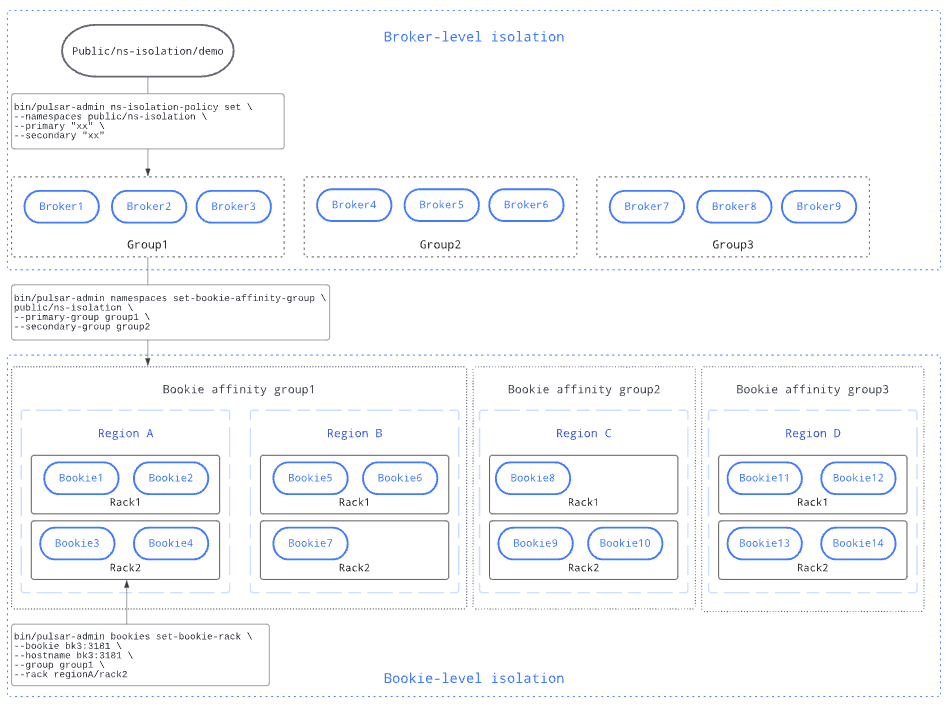 Broker-level isolation
Public/ns-isolation/demo
bin/pulsar-admin ns-isolation-policy set \
--namespaces public/ns-isolation \
--primary "xx" \
--secondary "xx"
Broker1 Broker2 Broker3
Group1
Broker4 Broker5 Broker6
Group2
Broker7 Broker8 Broker9
Group3
bin/pulsar-admin namespaces set-bookie-affinity-group \
public/ns-isolation \
--primary-group group1 \
--secondary-group group2
Bookie affinity group1
Region A
Bookie1 Bookie2
Rack1
Bookie3 Bookie4
Rack2
Region B
Bookie5 Bookie6
Rack1
Bookie7
Rack2
Bookie affinity group2
Region C
Bookie8
Rack1
Bookie9 Bookie10
Rack2
Bookie affinity group3
Region D
Bookie11 Bookie12
Rack1
Bookie13 Bookie14
Rack2
bin/pulsar-admin bookies set-bookie-rack \
--bookie bk3:3181 \
--hostname bk3:3181 \
--group group1 \
--rack regionA/rack2
Bookie-level isolation